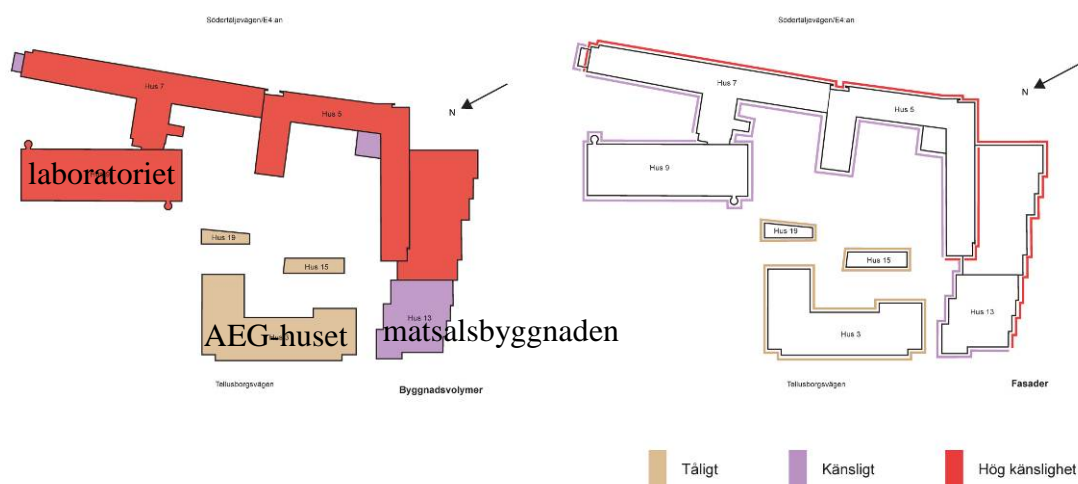 Södertäljevägen/E4:an
Hus 7
N
Hus 5
laboratoriet
Hus 19
Hus 15
AEG-huset
Hus 13
matsalsbyggnaden
Tellusborgsvägen
Byggnadsvolymer
Södertäljevägen/E4:an
Hus 7
N
Hus 5
Hus 9
Hus 19
Hus 15
Hus 13
Hus 3
Tellusborgsvägen
Fasader
Tåligt
Känsligt
Hög känslighet